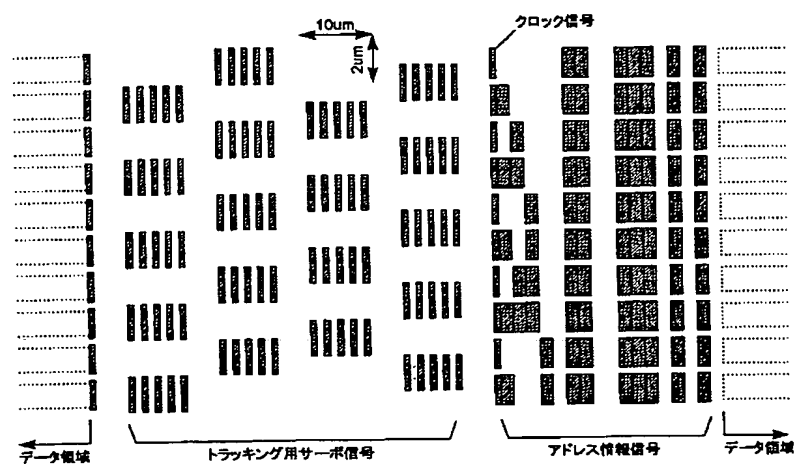 10um
クロック信号
2um
データ領域
トラッキング用サーボ信号
アドレス情報信号
データ領域